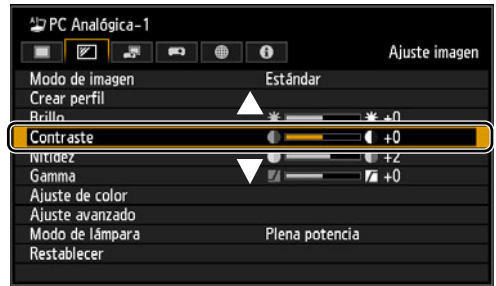 PC Analógica-1
Ajuste imagen
Modo de imagen Estándar
Crear perfil
Brillo +0
Contraste +0
Nitidez +2
Gamma +0
Ajuste de color
Ajuste avanzado
Modo de lámpara Plena potencia
Restablecer